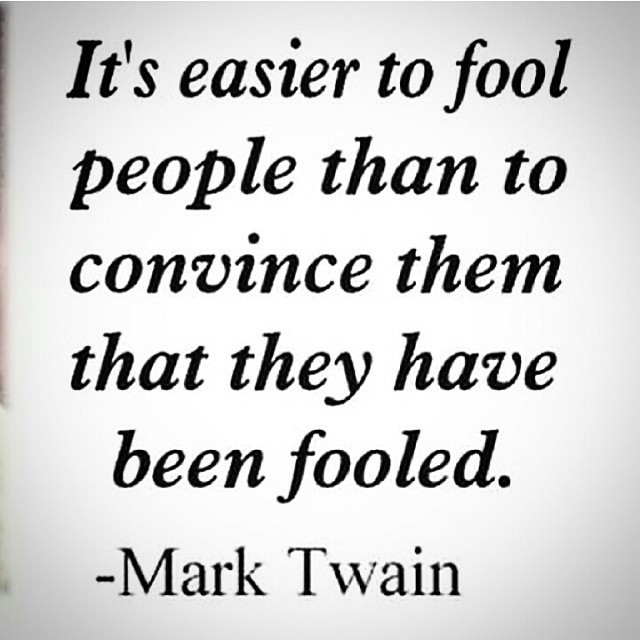 It's easier to fool
people than to
convince them
that they have
been fooled.
-Mark Twain